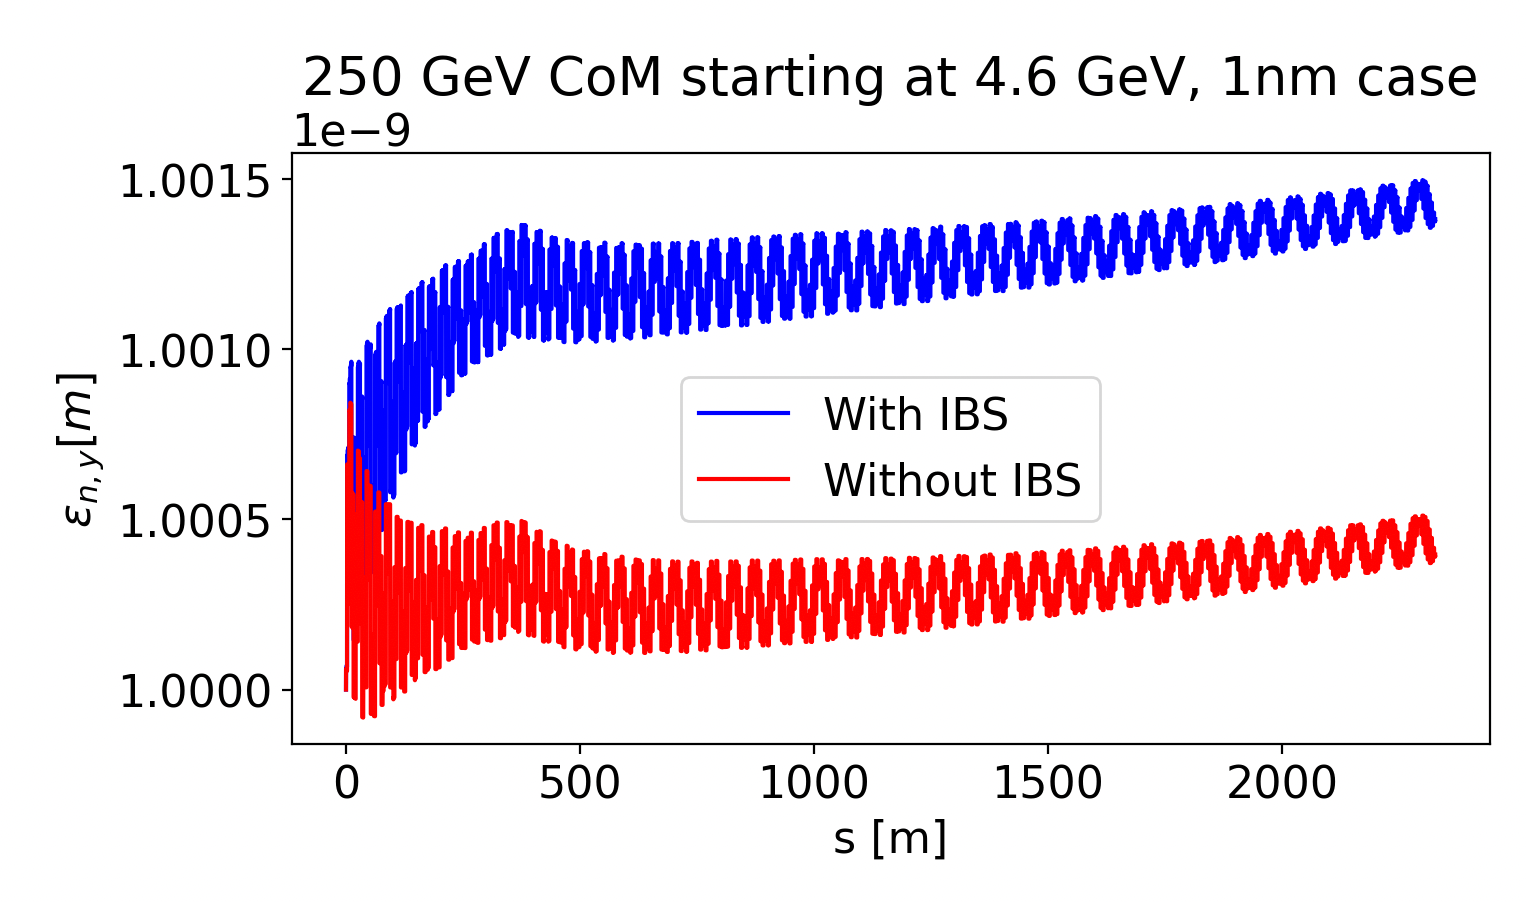 250 GeV CoM starting at 4.6 GeV, 1nm case
1e−9
1.0015
1.0010
1.0005
1.0000
εn, y[m]
With IBS
Without IBS
0 500 1000 1500 2000
s [m]